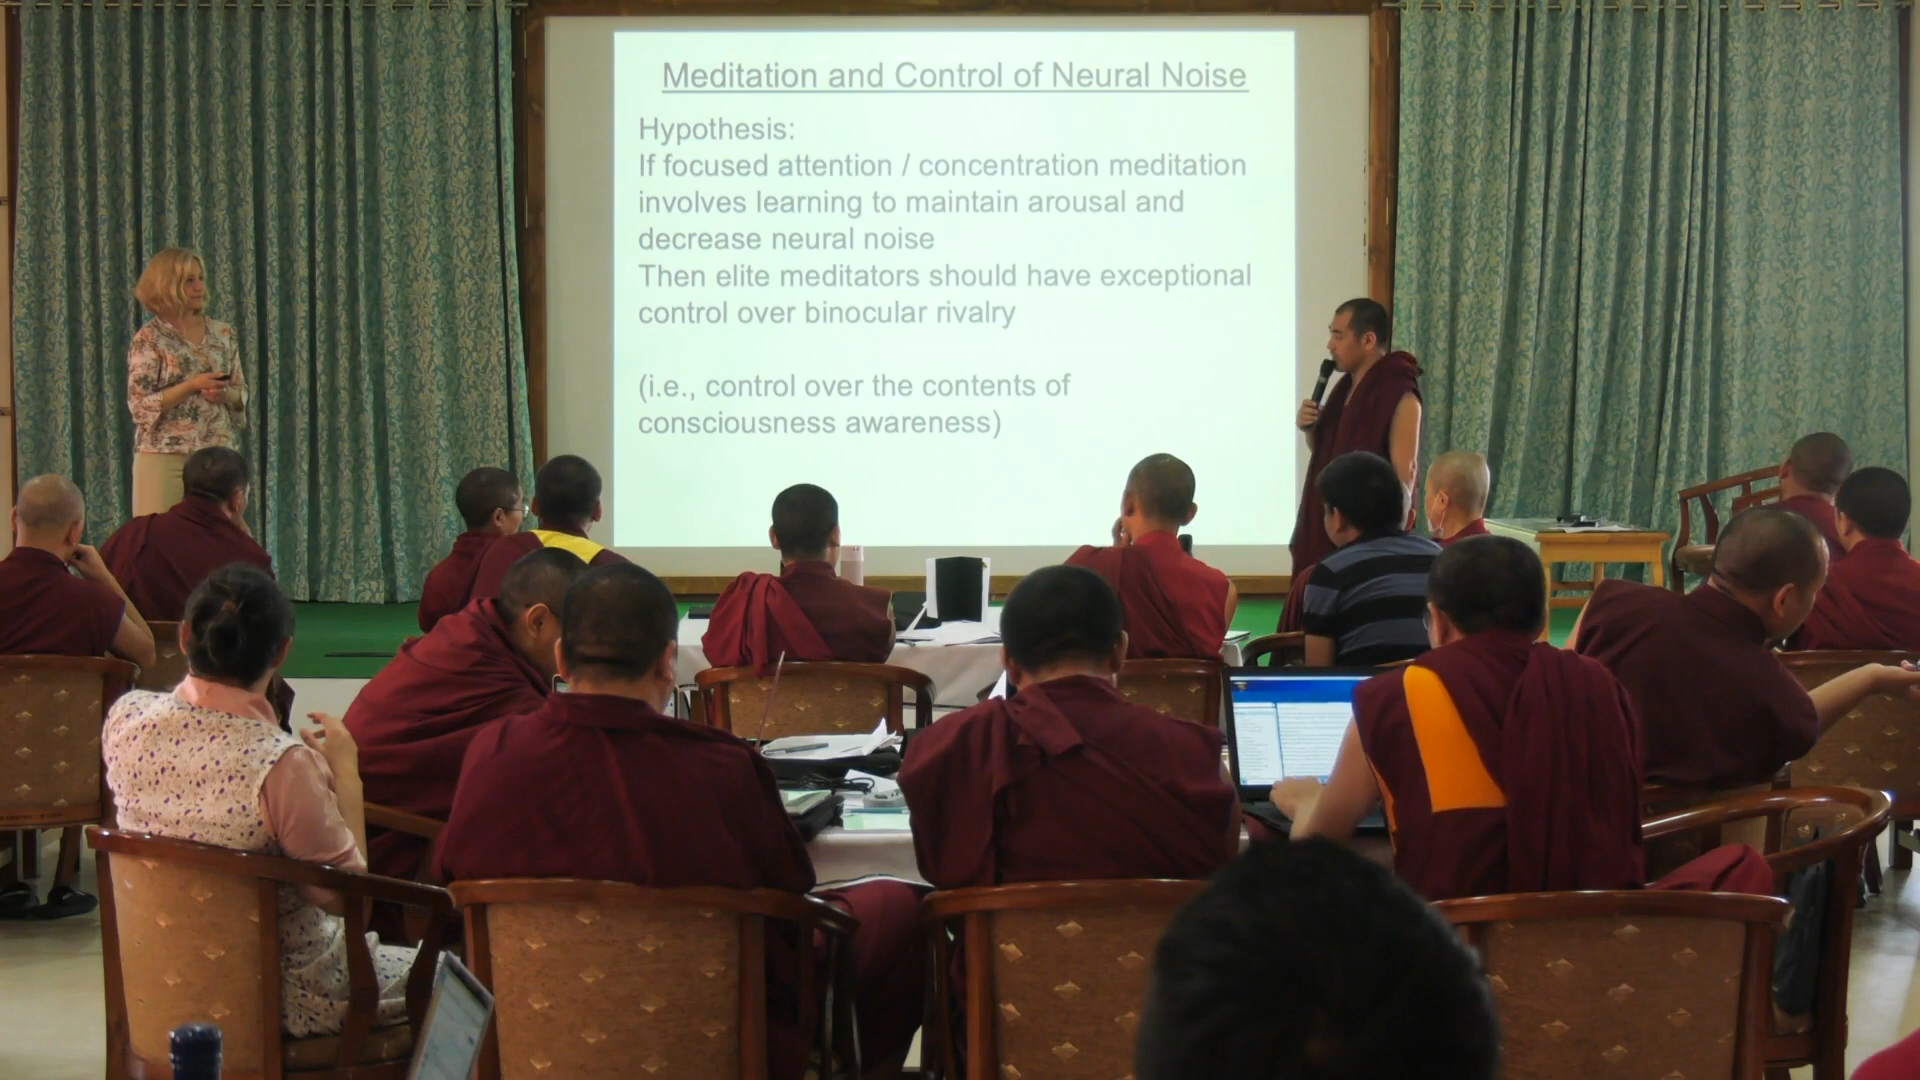 Meditation and Control of Neural Noise
Hypothesis:
If focused attention / concentration meditation
involves learning to maintain arousal and
decrease neural noise
Then elite meditators should have exceptional
control over binocular rivalry
(i.e., control over the contents of
consciousness awareness)